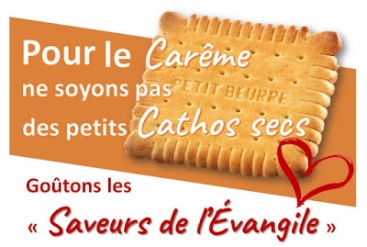 Pour le Carême
PETIT BEURRE
ne soyons pas
des petits Cathos secs
Goûtons les
« Saveurs de l'Évangile »